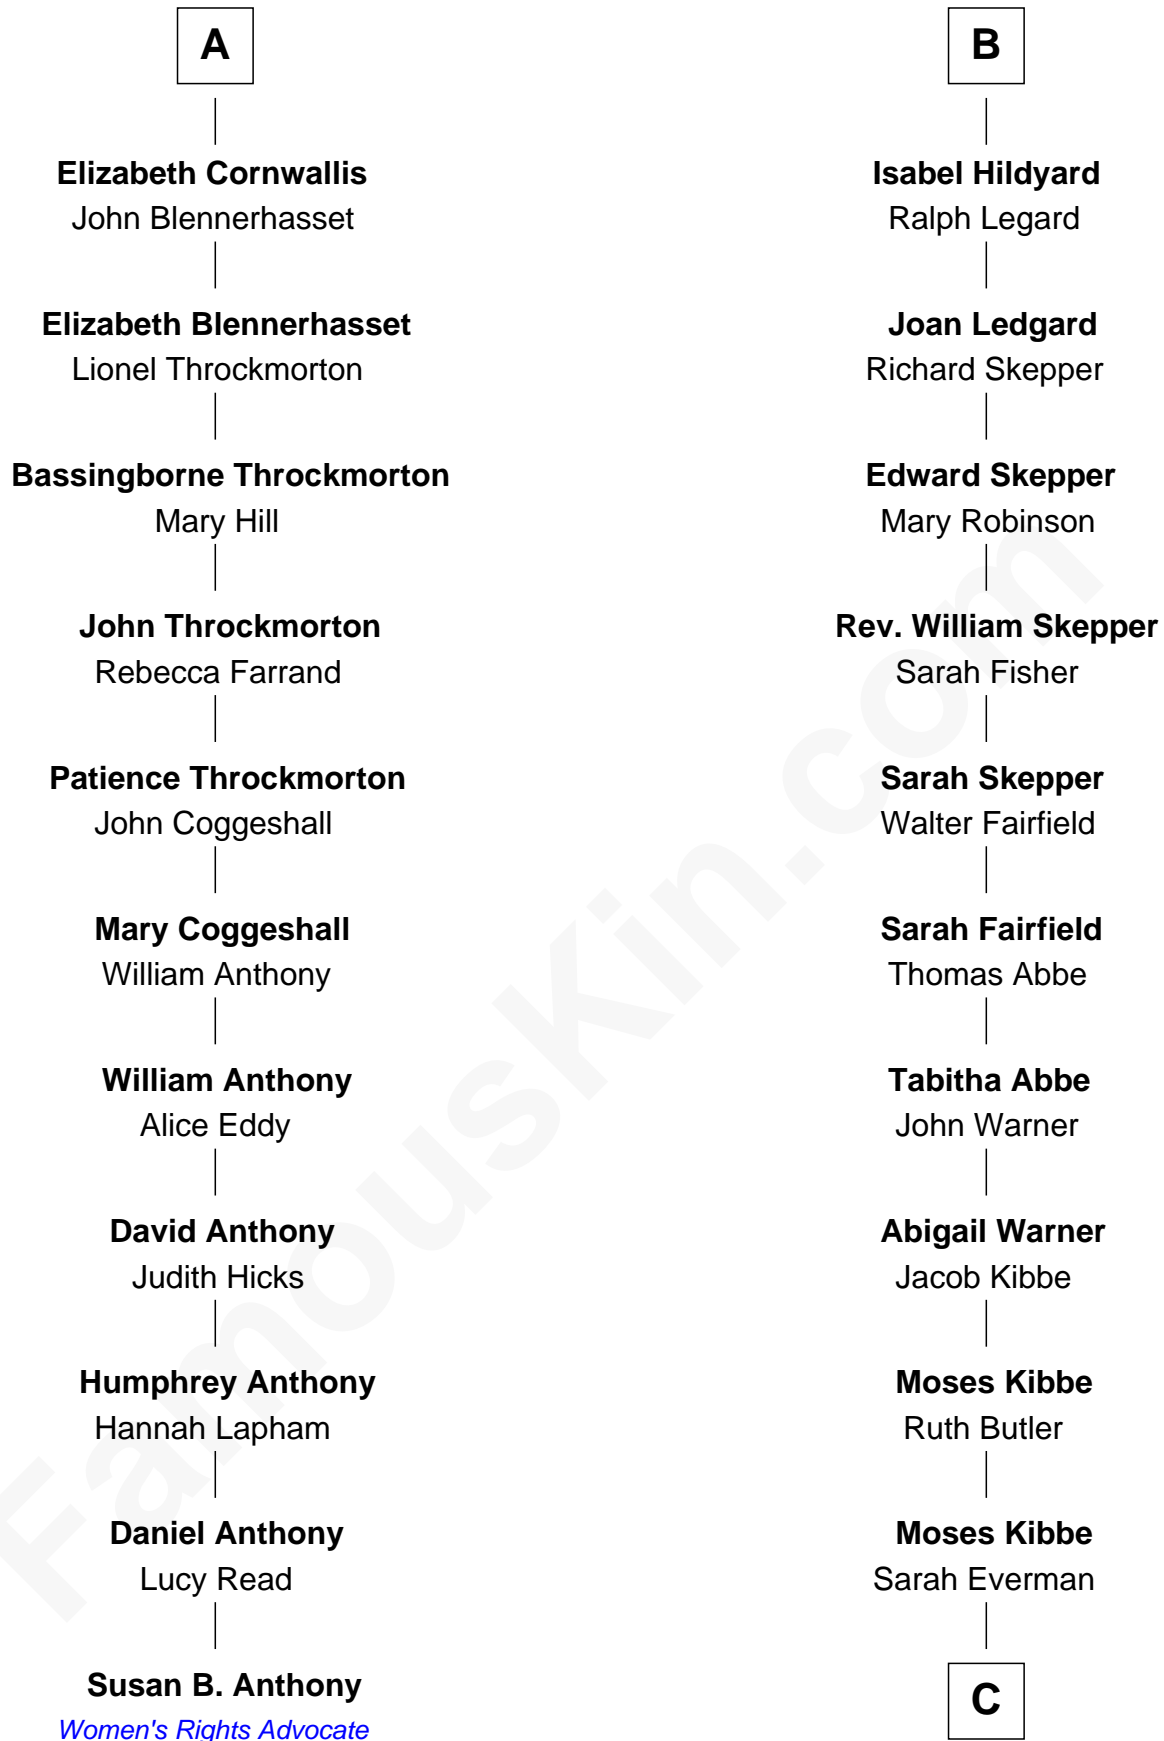 A
Elizabeth Cornwallis
John Blennerhasset
Elizabeth Blennerhasset
Lionel Throckmorton
Bassingborne Throckmorton
Mary Hill
John Throckmorton
Rebecca Farrand
Patience Throckmorton
John Coggeshall
Mary Coggeshall
William Anthony
William Anthony
Alice Eddy
David Anthony
Judith Hicks
Humphrey Anthony
Hannah Lapham
Daniel Anthony
Lucy Read
Susan B. Anthony
Women's Rights Advocate
B
Isabel Hildyard
Ralph Legard
Joan Ledgard
Richard Skepper
Edward Skepper
Mary Robinson
Rev. William Skepper
Sarah Fisher
Sarah Skepper
Walter Fairfield
Sarah Fairfield
Thomas Abbe
Tabitha Abbe
John Warner
Abigail Warner
Jacob Kibbe
Moses Kibbe
Ruth Butler
Moses Kibbe
Sarah Everman
C
FamousKin.com